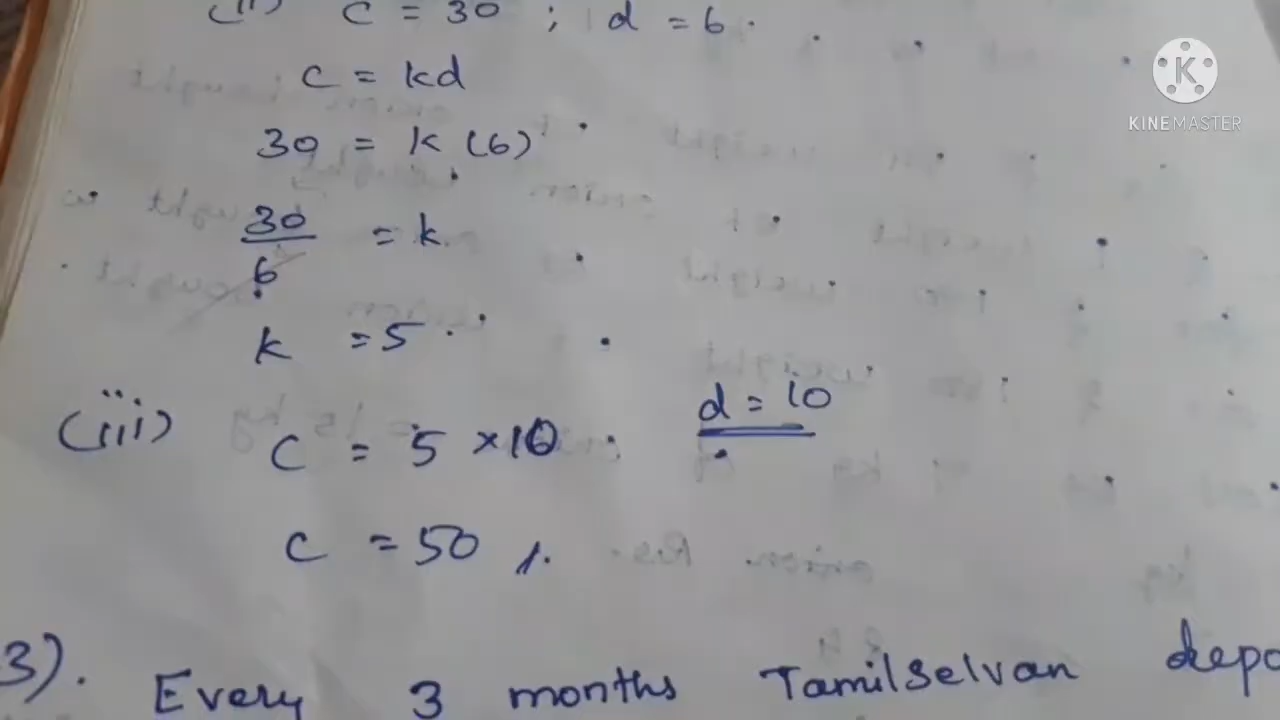 (ii) c = 30 ; d = 6.
c = kd
30 = k (6)
30/6 = k
k = 5
(iii) c = 5 × 10 d = 10
c = 50
3). Every 3 months Tamilselvan depo
K
KINEMASTER